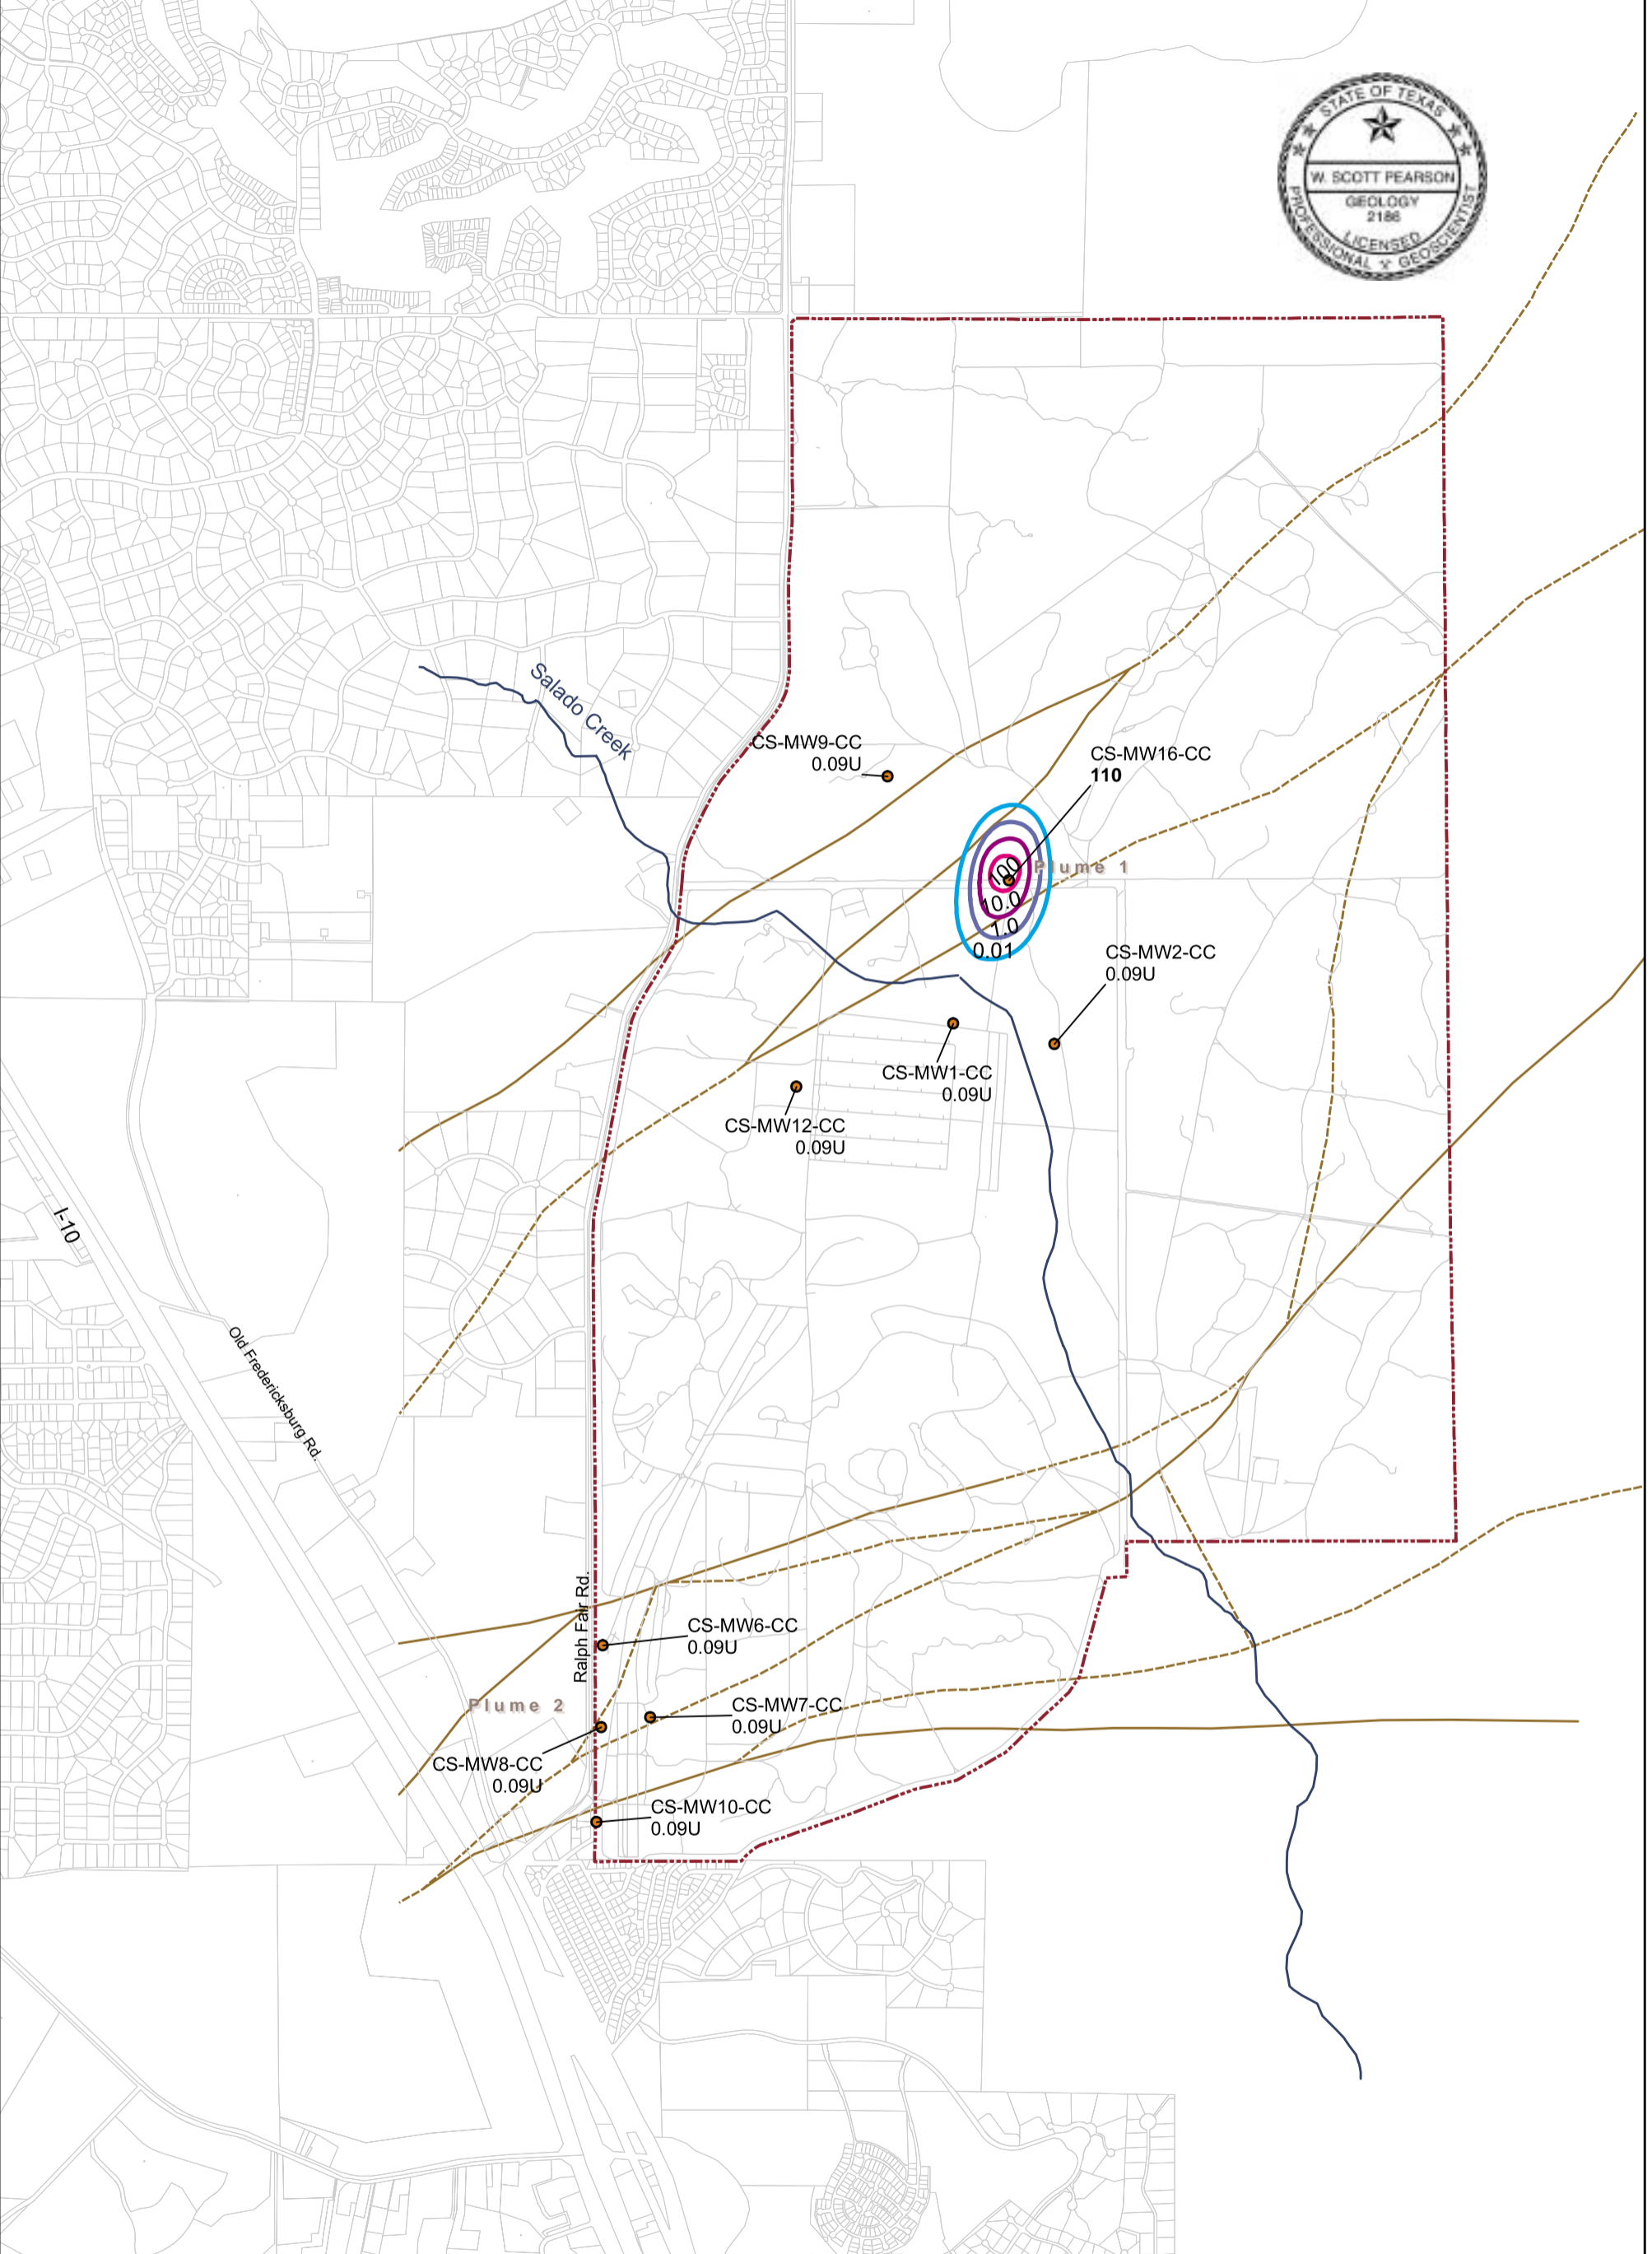 STATE OF TEXAS
W. SCOTT PEARSON
GEOLOGY
2186
LICENSED
PROFESSIONAL GEOSCIENTIST
Salado Creek
CS-MW9-CC
0.09U
CS-MW16-CC
110
Plume 1
100
10.0
1.0
0.01
CS-MW2-CC
0.09U
CS-MW1-CC
0.09U
CS-MW12-CC
0.09U
I-10
Old Fredericksburg Rd.
Ralph Fair Rd.
CS-MW6-CC
0.09U
Plume 2
CS-MW7-CC
0.09U
CS-MW8-CC
0.09U
CS-MW10-CC
0.09U